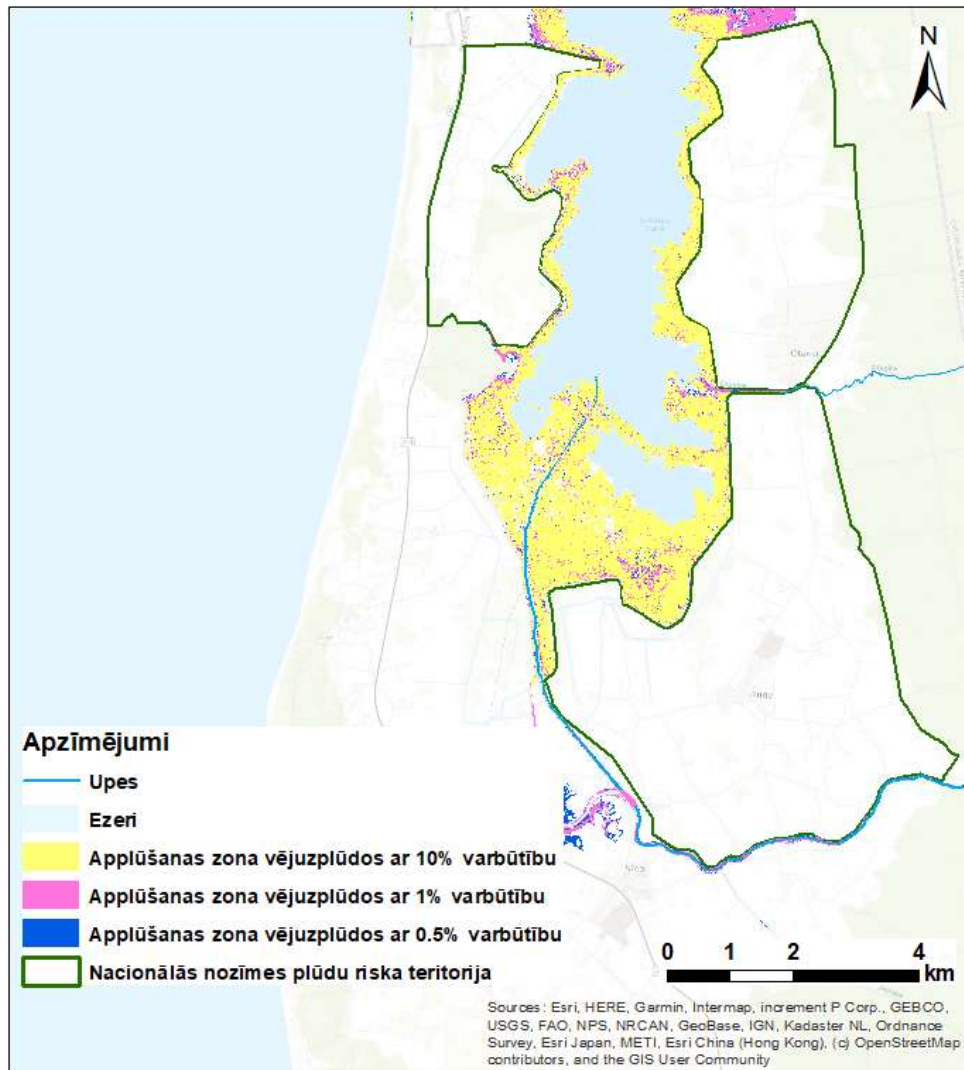 N
Apzīmējumi
Upes
Ezeri
Applūšanas zona vējuzplūdos ar 10% varbūtību
Applūšanas zona vējuzplūdos ar 1% varbūtību
Applūšanas zona vējuzplūdos ar 0.5% varbūtību
Nacionālās nozīmes plūdu riska teritorija
0 1 2 4
km
Sources: Esri, HERE, Garmin, Intermap, increment P Corp., GEBCO,
USGS, FAO, NPS, NRCAN, GeoBase, IGN, Kadaster NL, Ordnance
Survey, Esri Japan, METI, Esri China (Hong Kong), (c) OpenStreetMap
contributors, and the GIS User Community